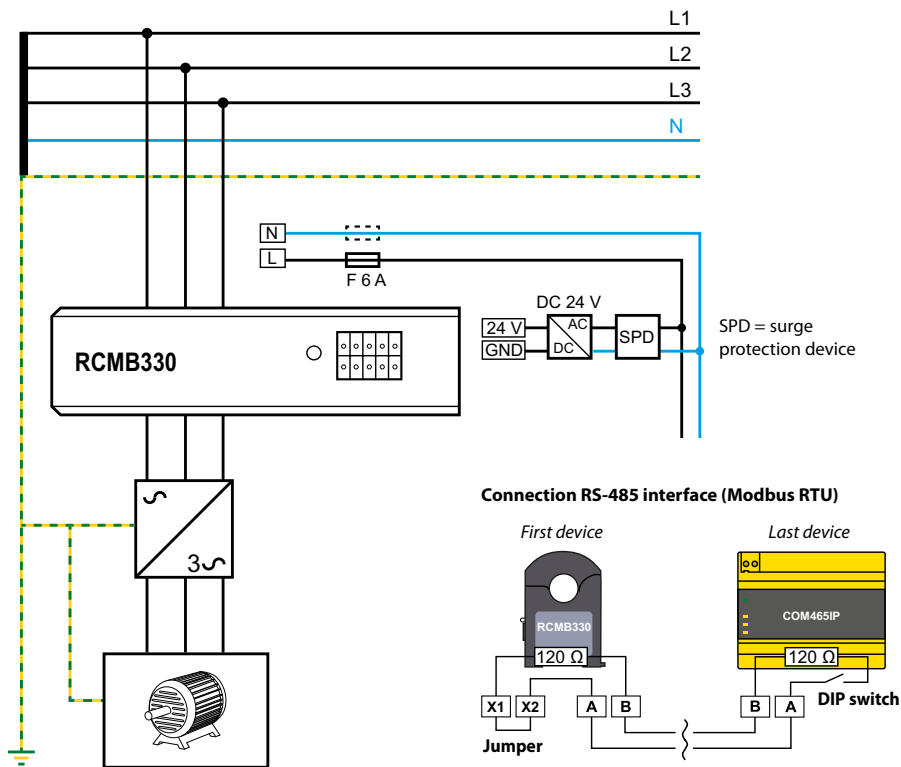 L1
L2
L3
N
N
L
F 6 A
DC 24 V
24 V
GND
AC
DC
SPD
SPD = surge
protection device
RCMB330
3
Connection RS-485 interface (Modbus RTU)
First device
Last device
RCMB330
COM465IP
120 Ω
120 Ω
X1
X2
A
B
B
A
DIP switch
Jumper